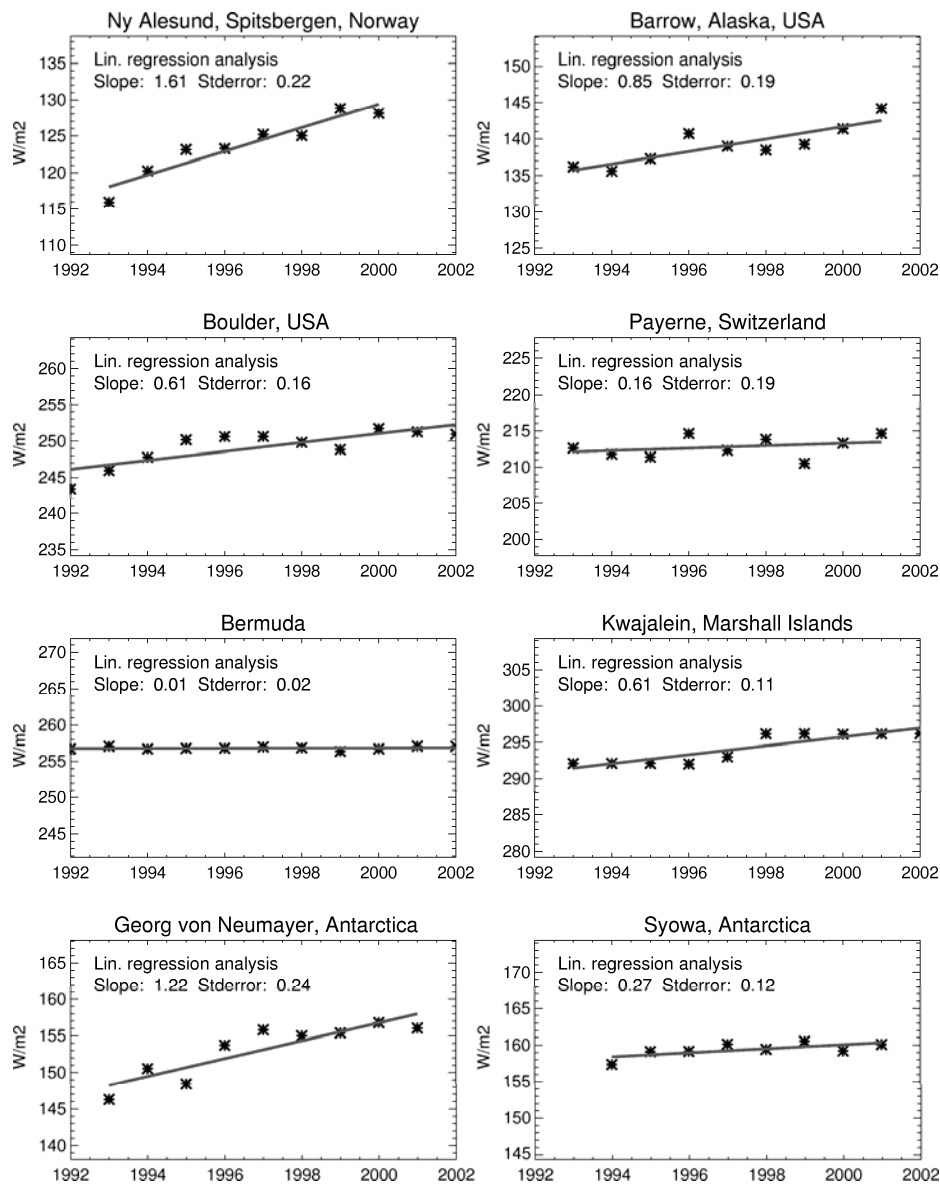 Ny Alesund, Spitsbergen, Norway
Lin. regression analysis
Slope: 1.61 Stderror: 0.22
W/m2
135
130
125
120
115
110
1992 1994 1996 1998 2000 2002
Barrow, Alaska, USA
Lin. regression analysis
Slope: 0.85 Stderror: 0.19
W/m2
150
145
140
135
130
125
1992 1994 1996 1998 2000 2002
Boulder, USA
Lin. regression analysis
Slope: 0.61 Stderror: 0.16
W/m2
260
255
250
245
240
235
1992 1994 1996 1998 2000 2002
Payerne, Switzerland
Lin. regression analysis
Slope: 0.16 Stderror: 0.19
W/m2
225
220
215
210
205
200
1992 1994 1996 1998 2000 2002
Bermuda
Lin. regression analysis
Slope: 0.01 Stderror: 0.02
W/m2
270
265
260
255
250
245
1992 1994 1996 1998 2000 2002
Kwajalein, Marshall Islands
Lin. regression analysis
Slope: 0.61 Stderror: 0.11
W/m2
305
300
295
290
285
280
1992 1994 1996 1998 2000 2002
Georg von Neumayer, Antarctica
Lin. regression analysis
Slope: 1.22 Stderror: 0.24
W/m2
165
160
155
150
145
140
1992 1994 1996 1998 2000 2002
Syowa, Antarctica
Lin. regression analysis
Slope: 0.27 Stderror: 0.12
W/m2
170
165
160
155
150
145
1992 1994 1996 1998 2000 2002